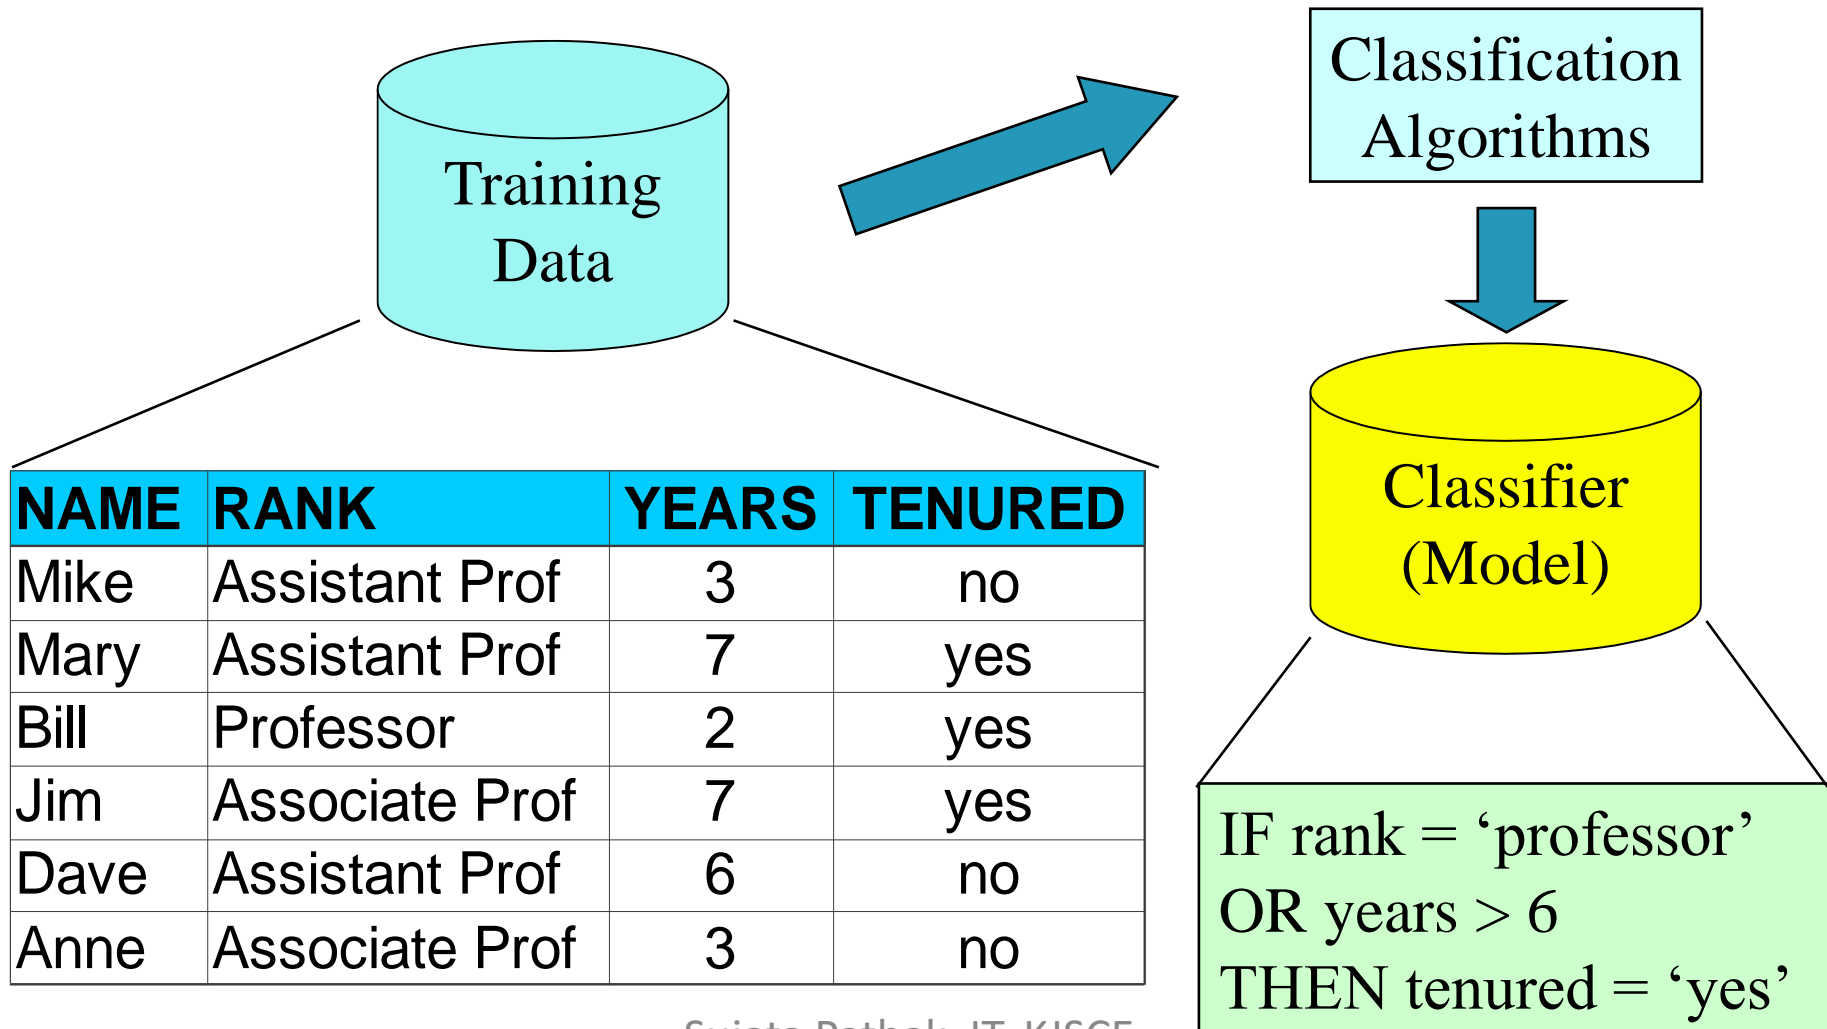 Training
Data
Classification
Algorithms
NAME RANK YEARS TENURED
Mike Assistant Prof 3 no
Mary Assistant Prof 7 yes
Bill Professor 2 yes
Jim Associate Prof 7 yes
Dave Assistant Prof 6 no
Anne Associate Prof 3 no
Classifier
(Model)
IF rank = ‘professor’
OR years > 6
THEN tenured = ‘yes’